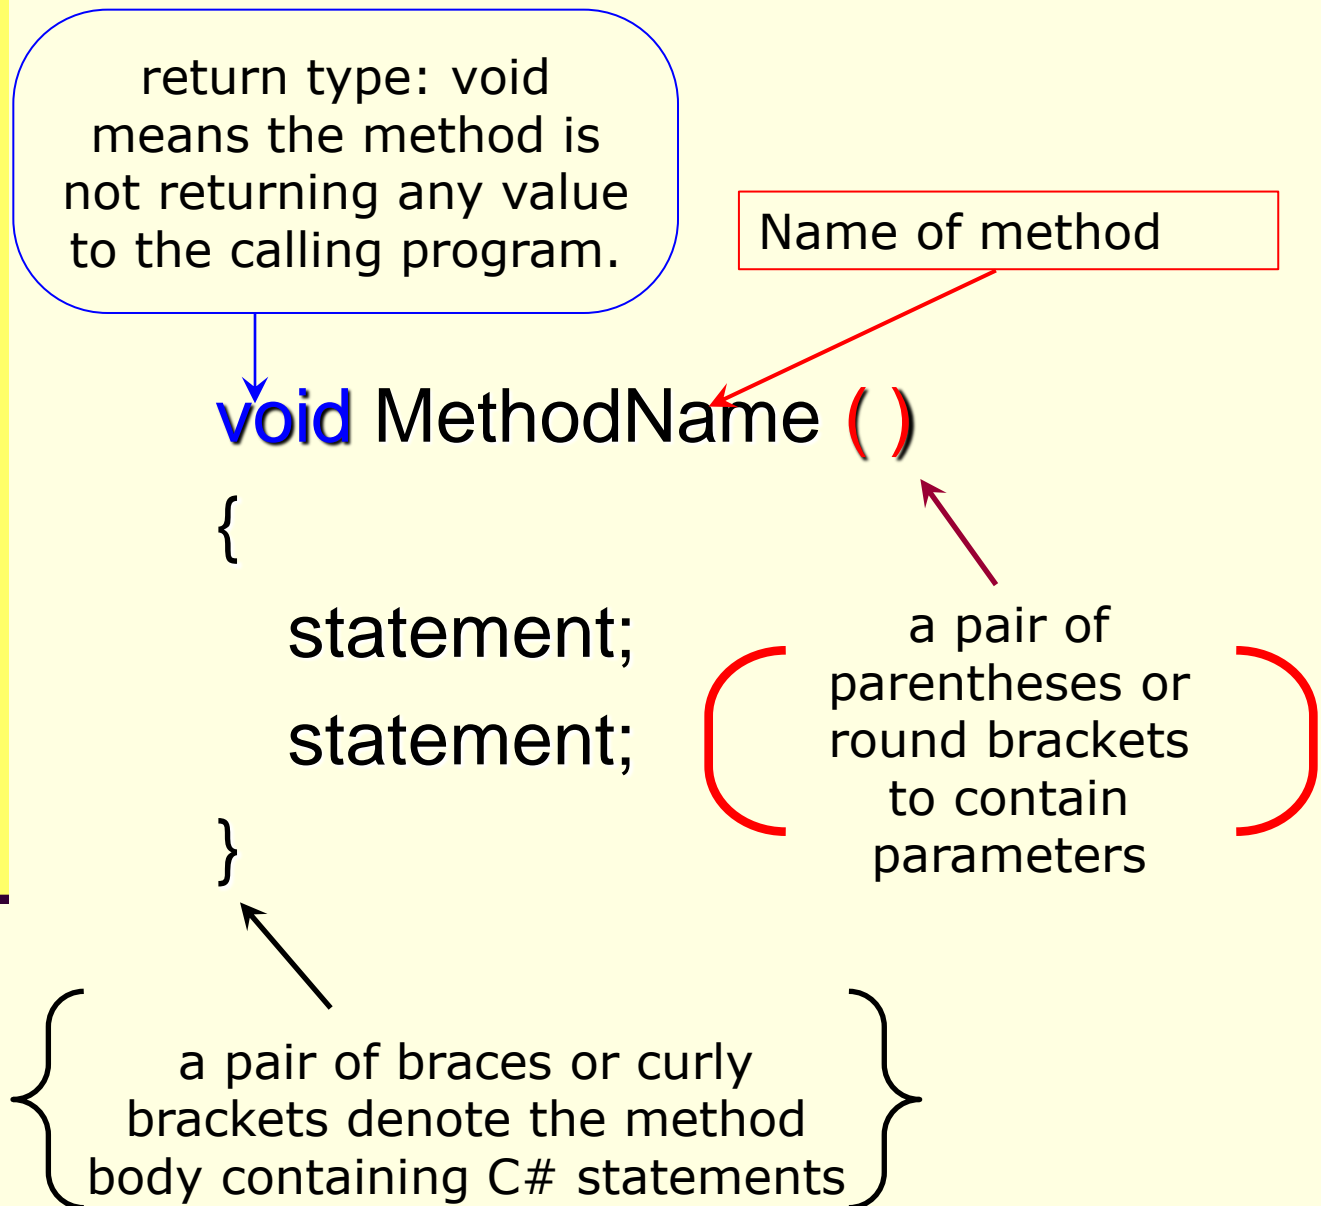 return type: void
means the method is
not returning any value
to the calling program.
Name of method
void MethodName ( )
{
statement;
statement;
}
a pair of
parentheses or
round brackets
to contain
parameters
a pair of braces or curly
brackets denote the method
body containing C# statements